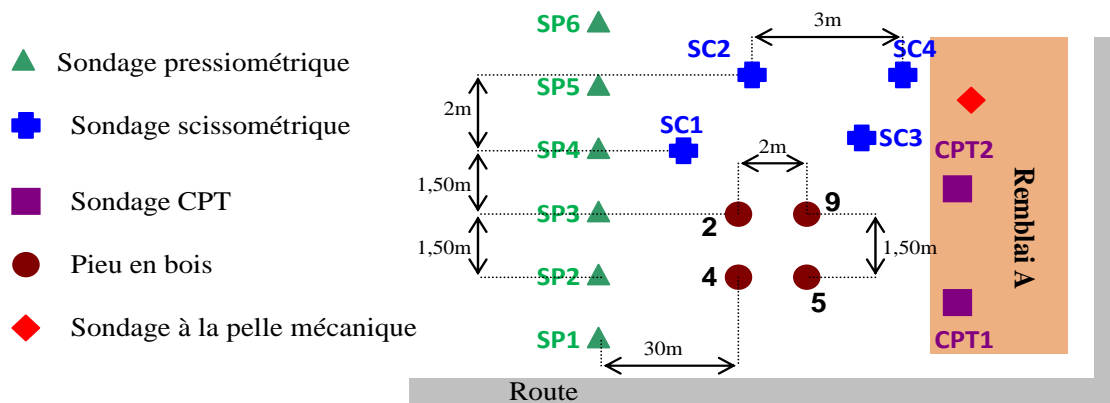 Sondage pressiométrique
Sondage scissométrique
Sondage CPT
Pieu en bois
Sondage à la pelle mécanique
SP6
SP5
SP4
SP3
SP2
SP1
2m
1,50m
1,50m
30m
SC2
3m
SC4
SC1
SC3
2m
2
9
4
5
1,50m
CPT2
CPT1
Remblai A
Route